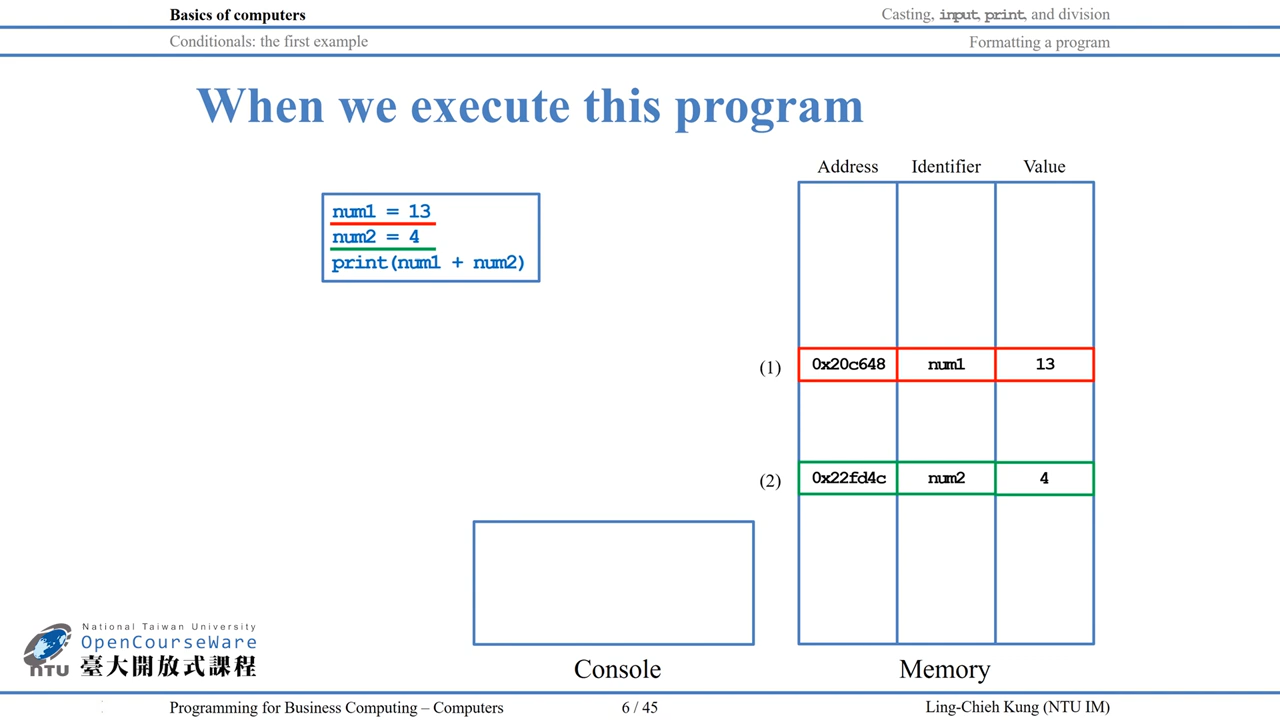 Basics of computers
Casting, input, print, and division
Conditionals: the first example
Formatting a program
When we execute this program
Address Identifier Value
num1 = 13
num2 = 4
print(num1 + num2)
(1) 0x20c648 num1 13
(2) 0x22fd4c num2 4
Console
Memory
National Taiwan University
OpenCourseWare
臺大開放式課程
NTU
Programming for Business Computing – Computers
6 / 45
Ling-Chieh Kung (NTU IM)